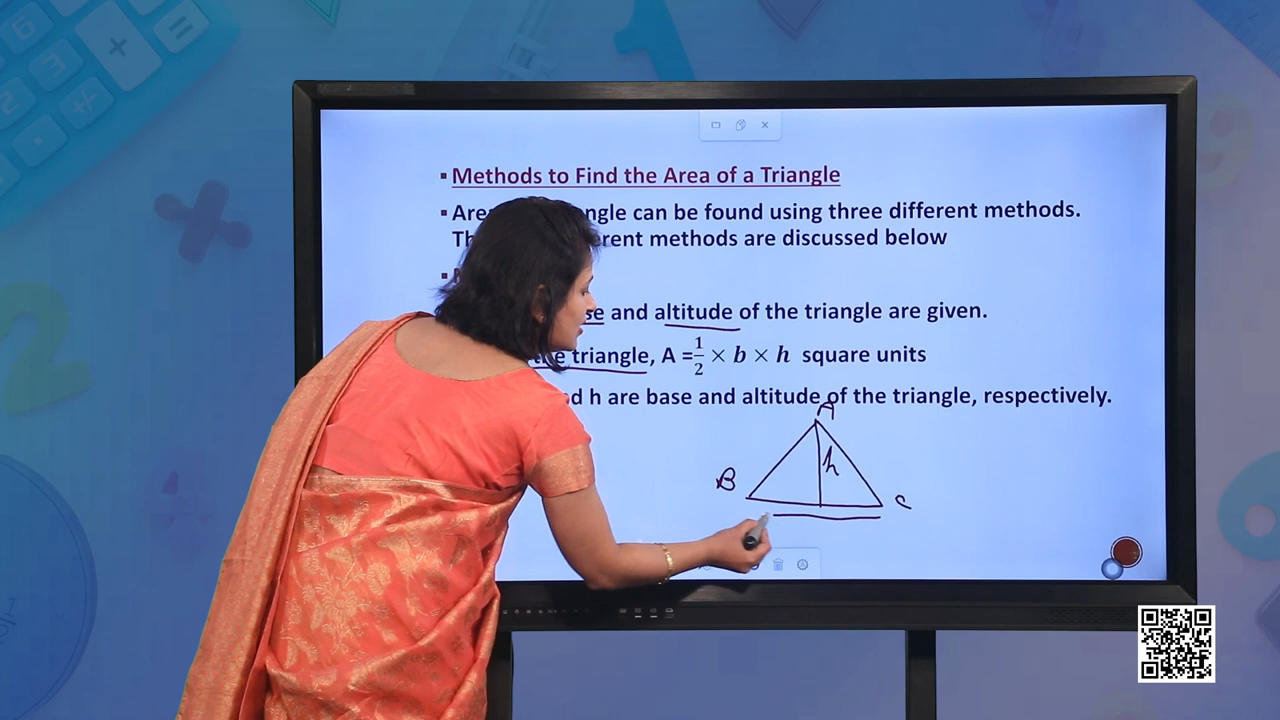 ▪ Methods to Find the Area of a Triangle
▪ Are ngle can be found using three different methods.
Th erent methods are discussed below
▪
se and altitude of the triangle are given.
the triangle, A = 1/2 × b × h square units
d h are base and altitude of the triangle, respectively.
A
h
B
C